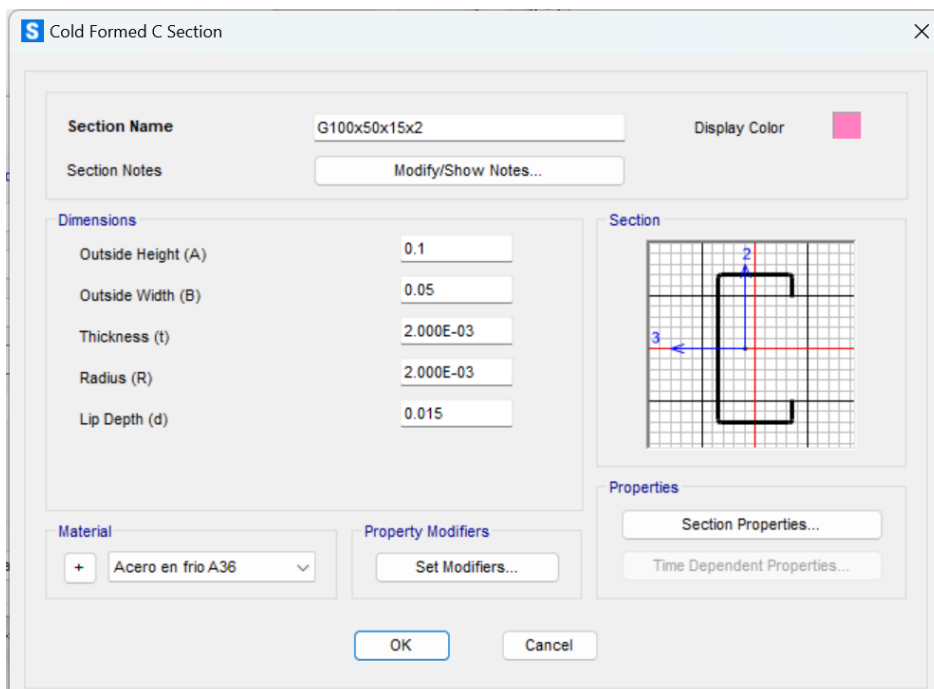 S Cold Formed C Section
Section Name G100x50x15x2 Display Color
Section Notes Modify/Show Notes...
Dimensions
Outside Height (A) 0.1
Outside Width (B) 0.05
Thickness (t) 2.000E-03
Radius (R) 2.000E-03
Lip Depth (d) 0.015
Section
2
3
Properties
Section Properties...
Time Dependent Properties...
Material
+ Acero en frio A36
Property Modifiers
Set Modifiers...
OK Cancel